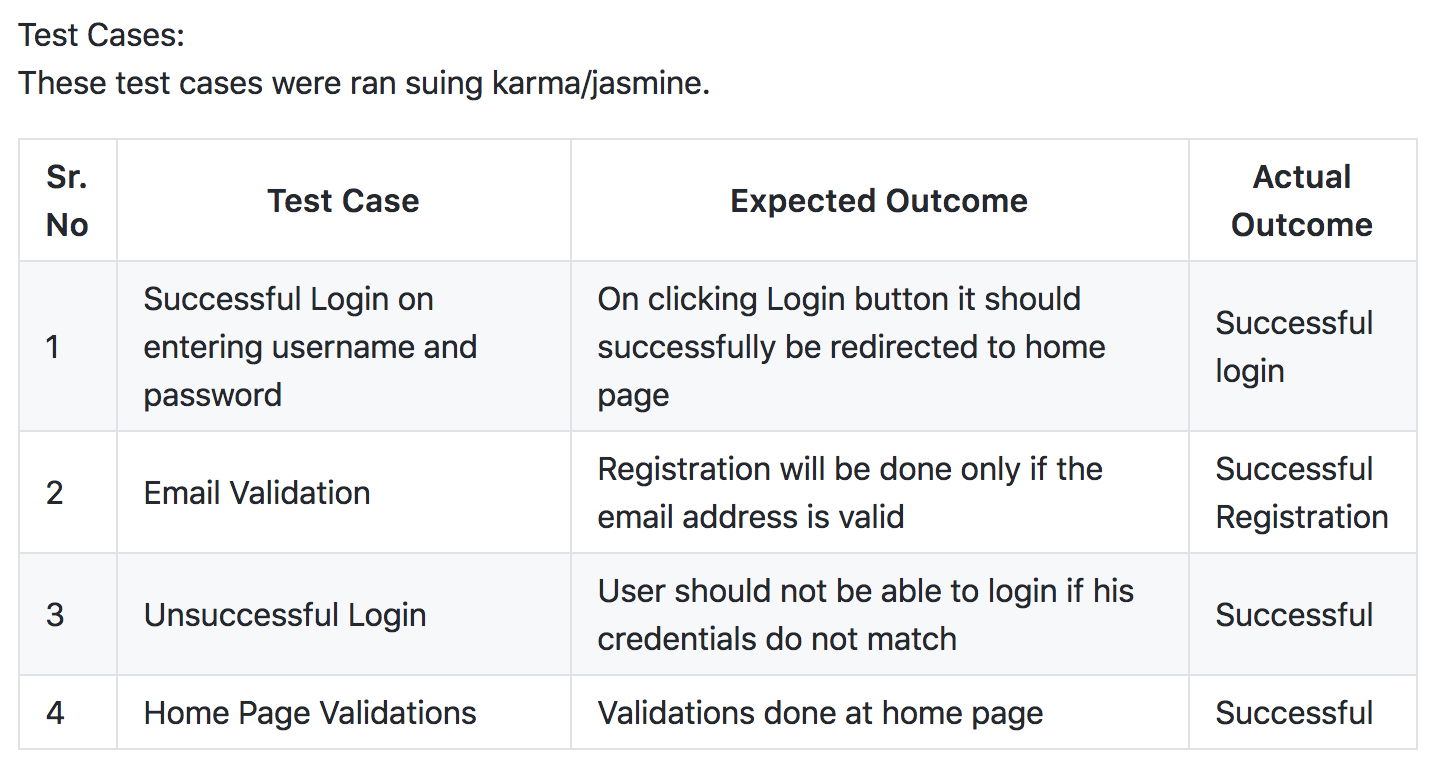 Test Cases:
These test cases were ran suing karma/jasmine.
Sr.
No
Test Case
Expected Outcome
Actual
Outcome
1
Successful Login on
entering username and
password
On clicking Login button it should
successfully be redirected to home
page
Successful
login
2
Email Validation
Registration will be done only if the
email address is valid
Successful
Registration
3
Unsuccessful Login
User should not be able to login if his
credentials do not match
Successful
4
Home Page Validations
Validations done at home page
Successful